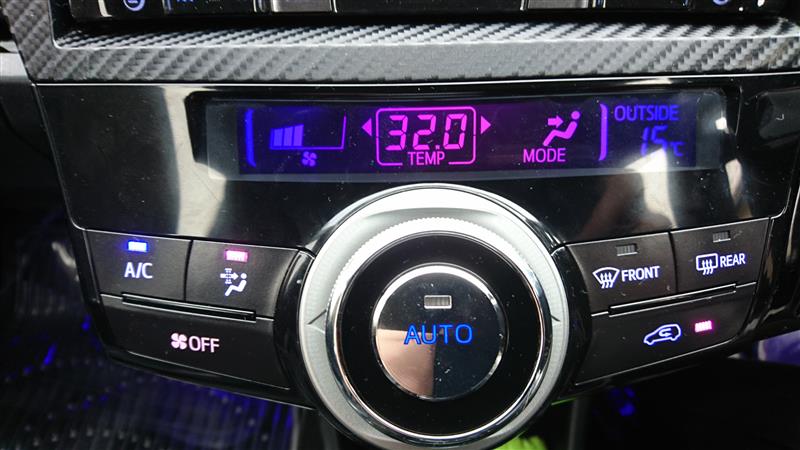 OUTSIDE
32.0
15°C
TEMP
MODE
A/C
FRONT
REAR
OFF
AUTO